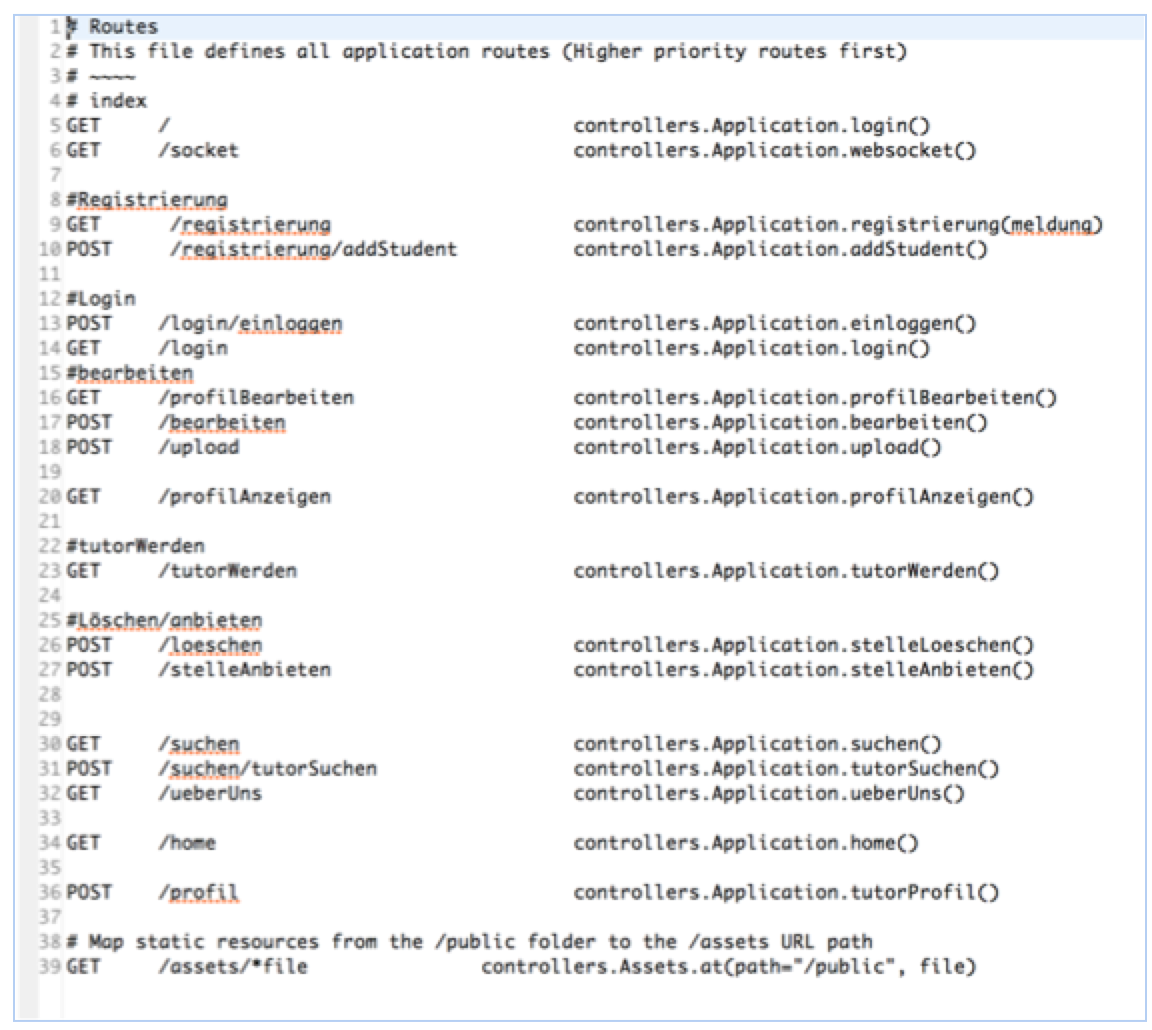 1 # Routes
2 # This file defines all application routes (Higher priority routes first)
3 # ~~~~
4 # index
5 GET / controllers.Application.login()
6 GET /socket controllers.Application.websocket()
7
8 #Registrierung
9 GET /registrierung controllers.Application.registrierung(meldung)
10 POST /registrierung/addStudent controllers.Application.addStudent()
11
12 #Login
13 POST /login/einloggen controllers.Application.einloggen()
14 GET /login controllers.Application.login()
15 #bearbeiten
16 GET /profilBearbeiten controllers.Application.profilBearbeiten()
17 POST /bearbeiten controllers.Application.bearbeiten()
18 POST /upload controllers.Application.upload()
19
20 GET /profilAnzeigen controllers.Application.profilAnzeigen()
21
22 #tutorWerden
23 GET /tutorWerden controllers.Application.tutorWerden()
24
25 #Löschen/anbieten
26 POST /loeschen controllers.Application.stelleLoeschen()
27 POST /stelleAnbieten controllers.Application.stelleAnbieten()
28
29
30 GET /suchen controllers.Application.suchen()
31 POST /suchen/tutorSuchen controllers.Application.tutorSuchen()
32 GET /ueberUns controllers.Application.ueberUns()
33
34 GET /home controllers.Application.home()
35
36 POST /profil controllers.Application.tutorProfil()
37
38 # Map static resources from the /public folder to the /assets URL path
39 GET /assets/*file controllers.Assets.at(path="/public", file)